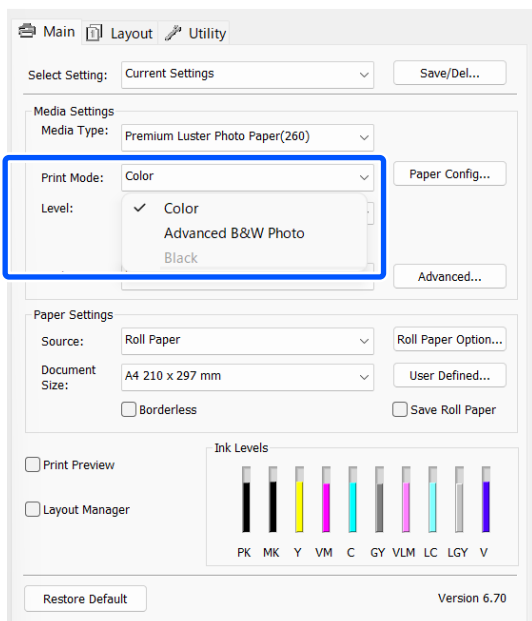 Main Layout Utility
Select Setting: Current Settings Save/Del...
Media Settings
Media Type: Premium Luster Photo Paper(260)
Print Mode: Color Paper Config...
Level:
Color
Advanced B&W Photo
Black
Advanced...
Paper Settings
Source: Roll Paper Roll Paper Option...
Document
Size:
A4 210 x 297 mm User Defined...
Borderless Save Roll Paper
Ink Levels
Print Preview
Layout Manager
PK MK Y VM C GY VLM LC LGY V
Restore Default Version 6.70